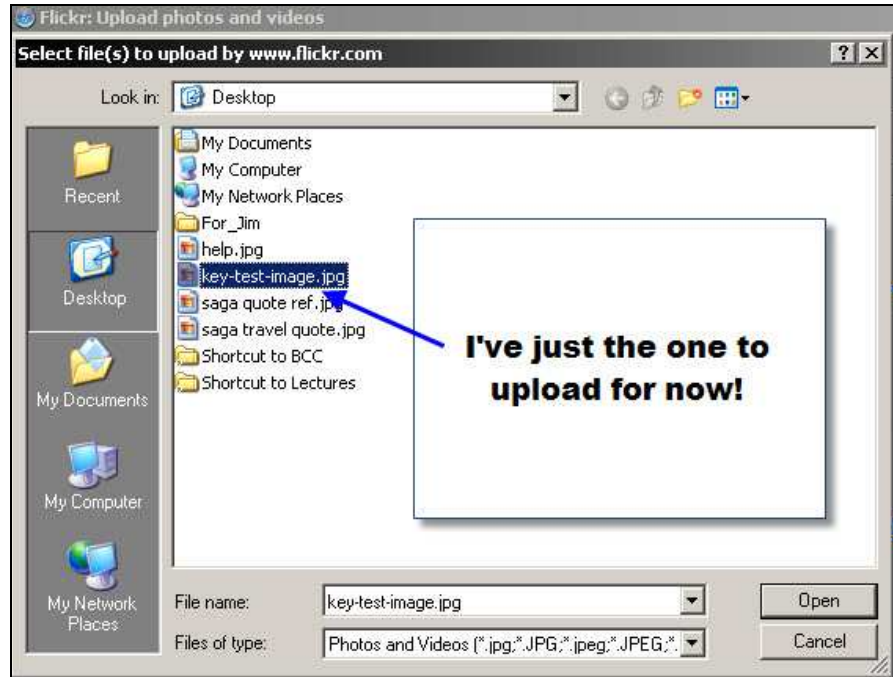 Flickr: Upload photos and videos
Select file(s) to upload by www.flickr.com
Look in:
Desktop
Recent
Desktop
My Documents
My Computer
My Network
Places
My Documents
My Computer
My Network Places
For_Jim
help.jpg
key-test-image.jpg
saga quote ref.jpg
saga travel quote.jpg
Shortcut to BCC
Shortcut to Lectures
I've just the one to
upload for now!
File name:
key-test-image.jpg
Open
Files of type:
Photos and Videos (*.jpg;*.JPG;*.jpeg;*.JPEG;*.
Cancel